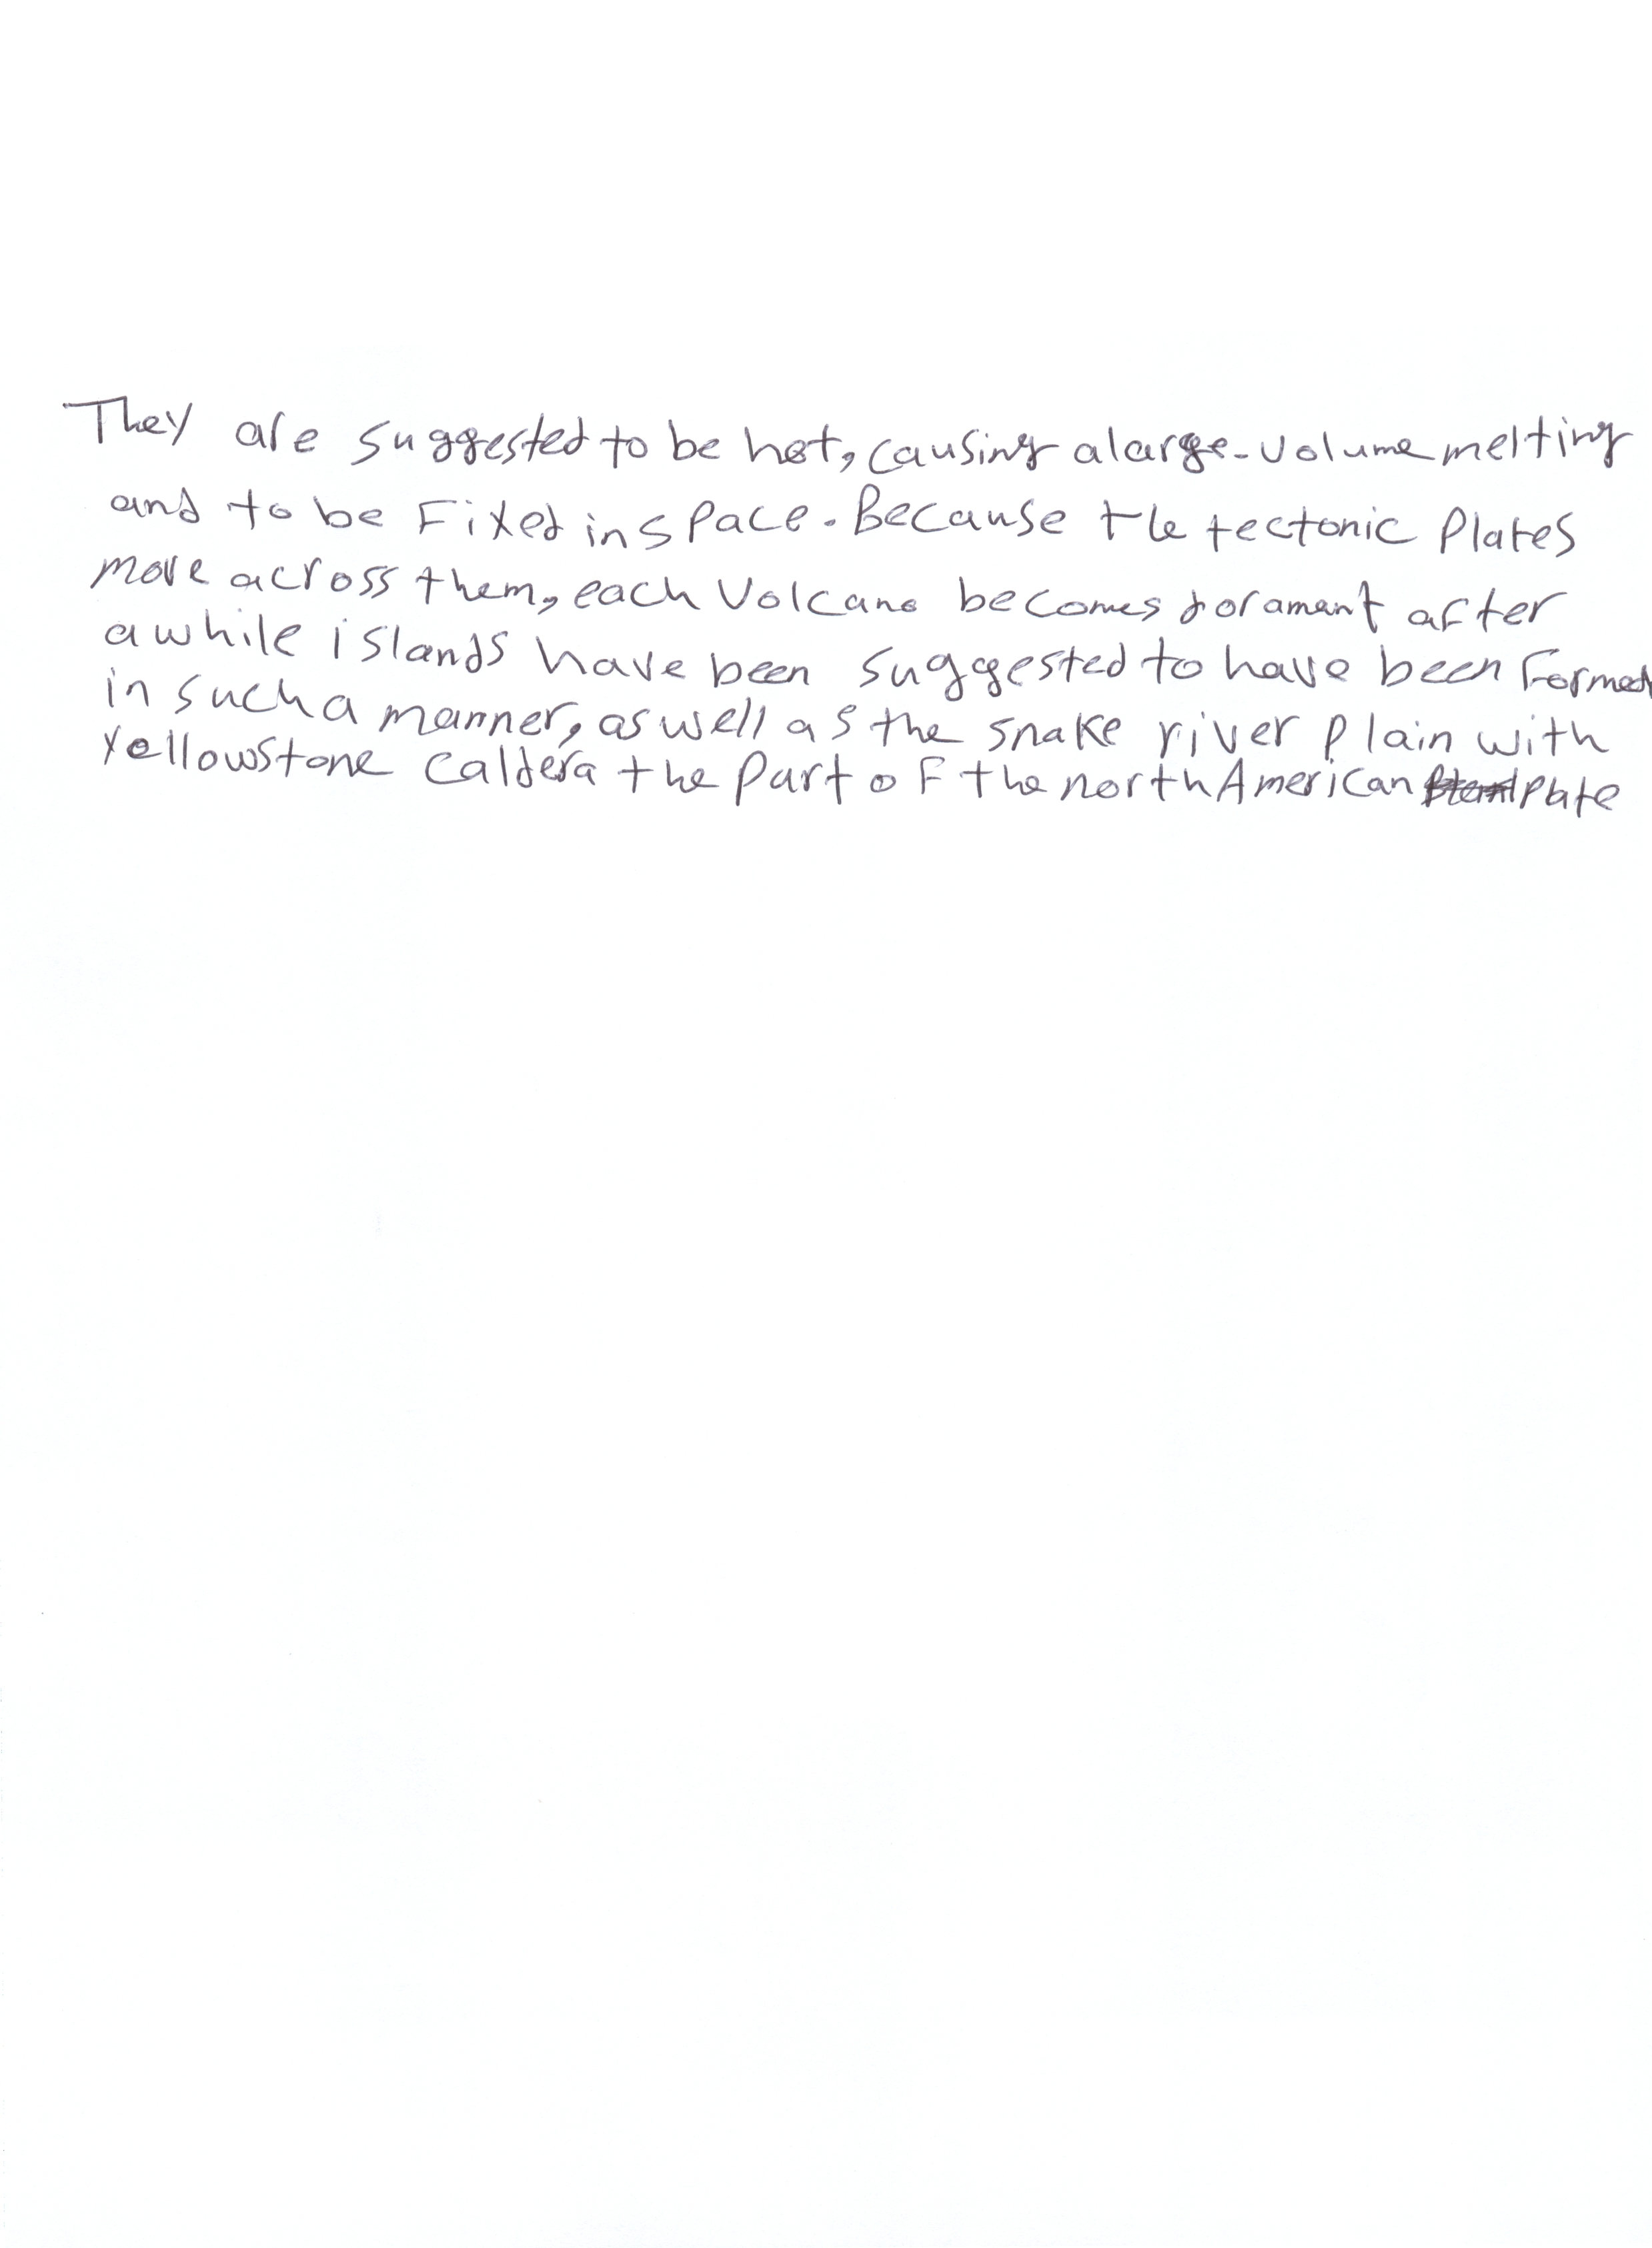 They are suggested to be hot, causing a large-volume melting
and to be Fixed in space. Because the tectonic Plates
move across them, each Volcano becomes doramant after
a while islands have been suggested to have been Formed
in such a manner, as well as the snake river plain with
Yellowstone Caldera the part of the north American plate